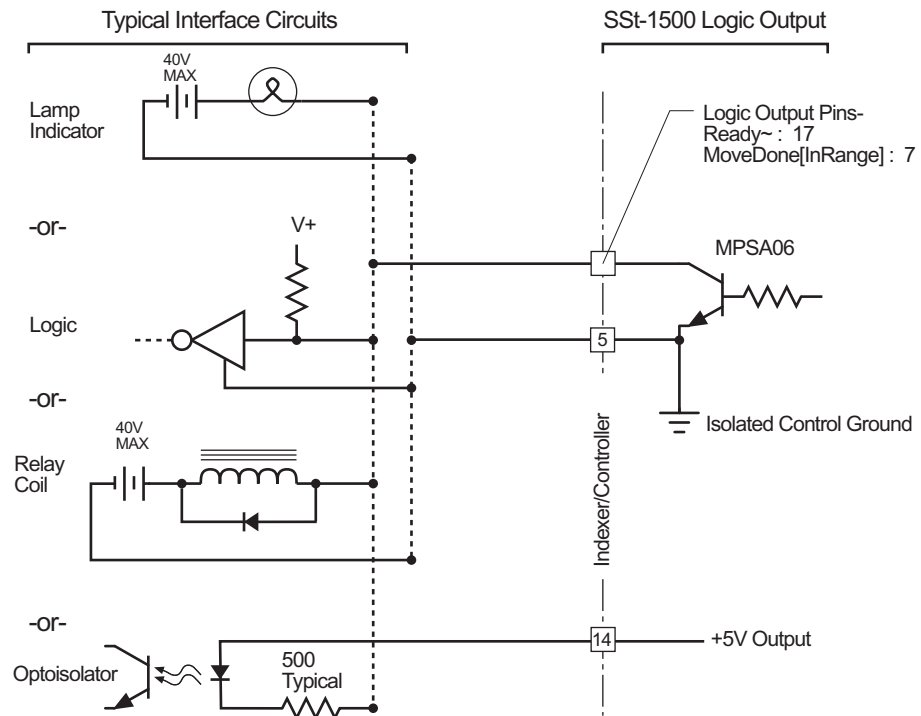 Typical Interface Circuits
SSt-1500 Logic Output
40V
MAX
Lamp
Indicator
Logic Output Pins-
Ready~ : 17
MoveDone[InRange] : 7
-or-
V+
MPSA06
Logic
5
-or-
Isolated Control Ground
40V
MAX
Relay
Coil
Indexer/Controller
-or-
14
+5V Output
Optoisolator
500
Typical